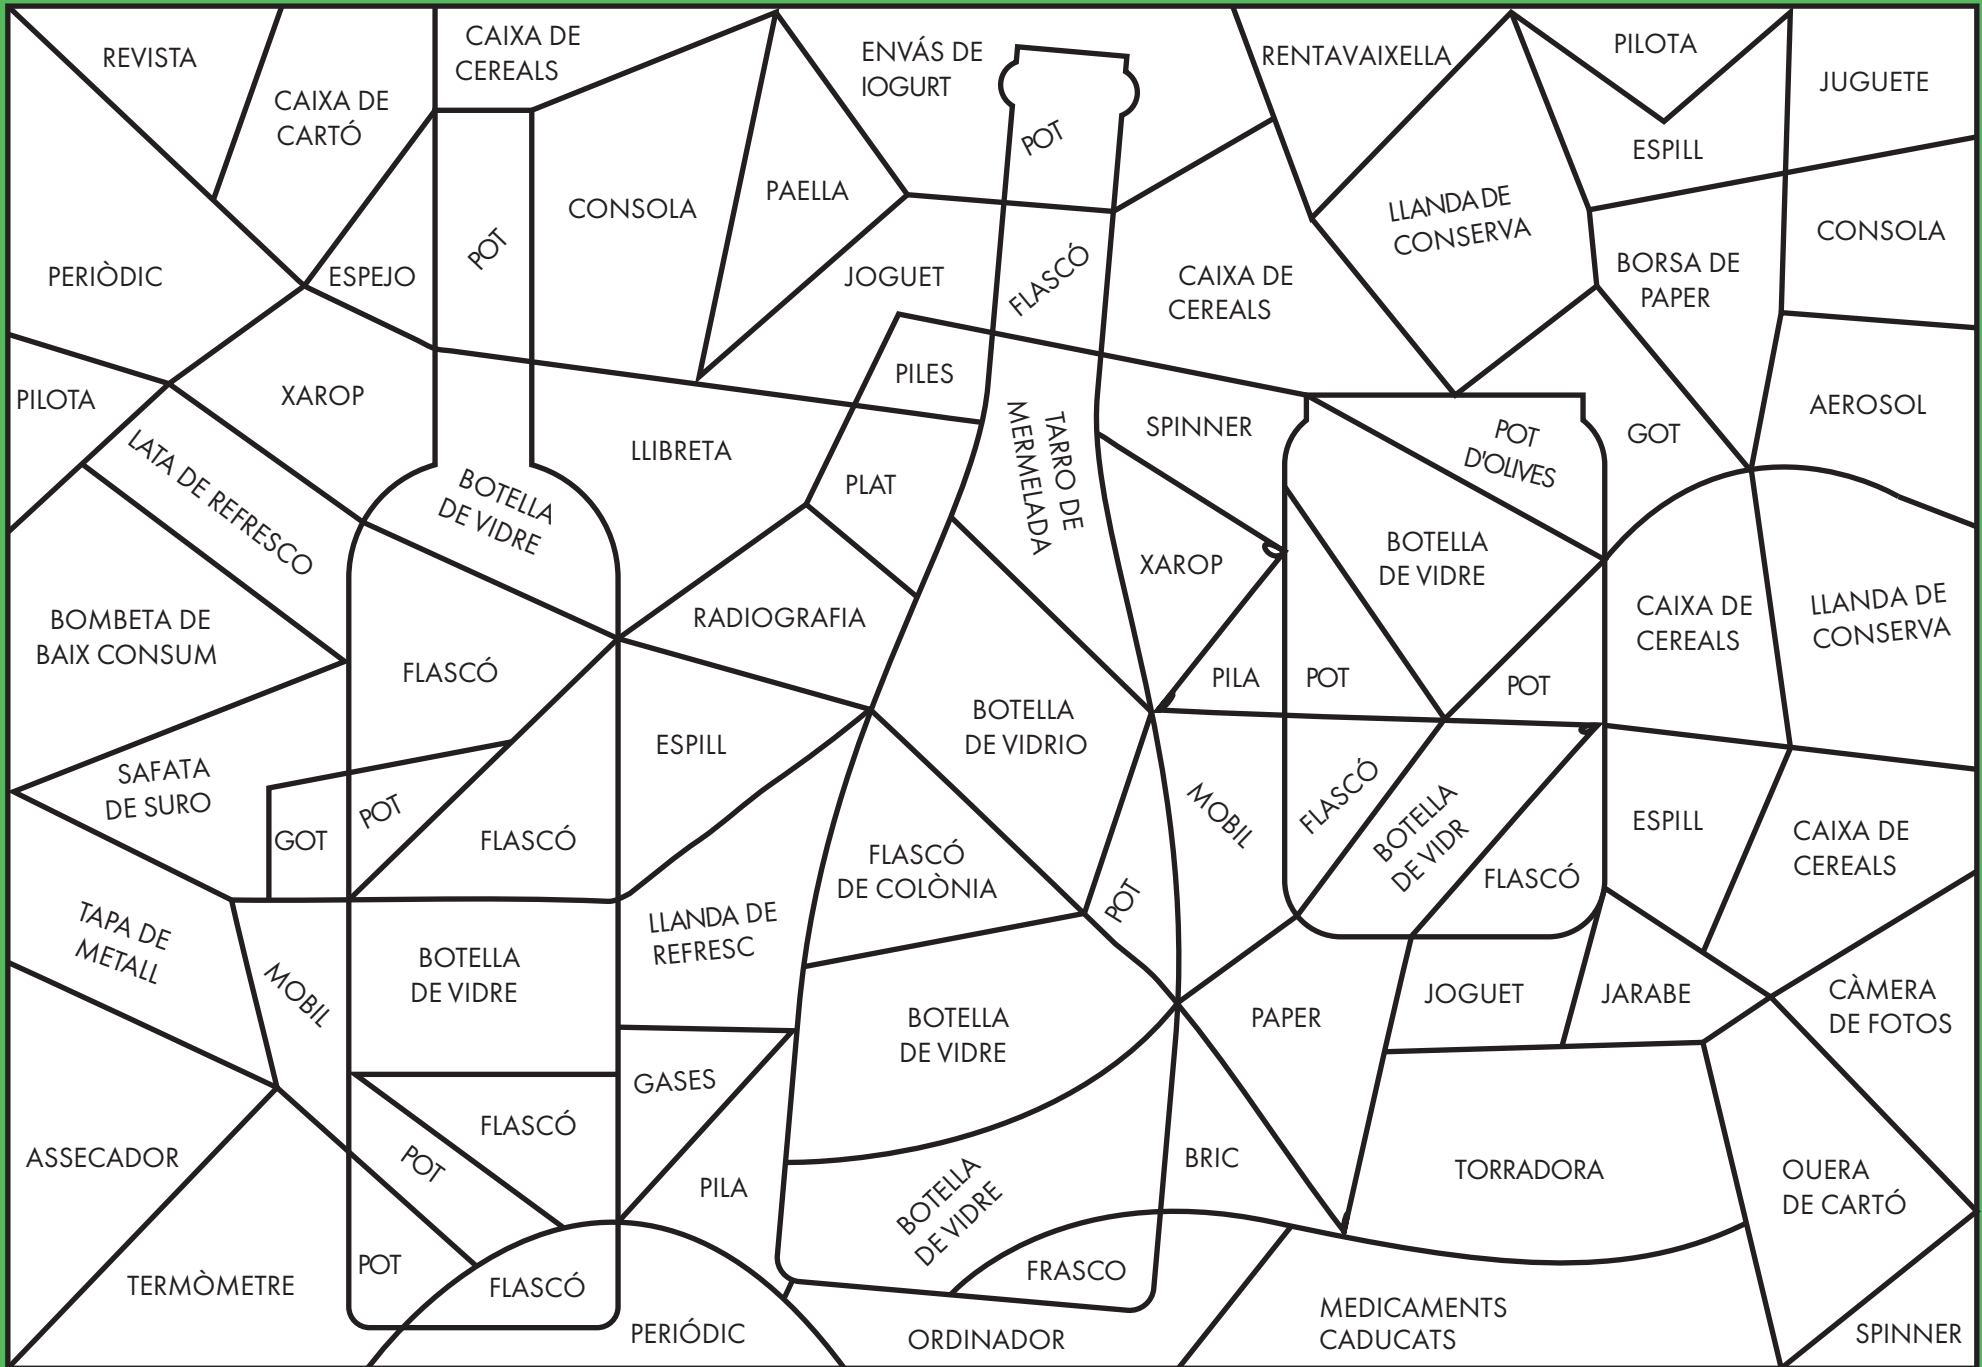 REVISTA
CAIXA DE
CARTÓ
CAIXA DE
CEREALS
ENVÁS DE
IOGURT
RENTAVAIXELLA
PILOTA
JUGUETE
POT
ESPILL
PERIÒDIC
ESPEJO
POT
CONSOLA
PAELLA
JOGUET
FLASCÓ
CAIXA DE
CEREALS
LLANDA DE
CONSERVA
BORSA DE
PAPER
CONSOLA
PILOTA
XAROP
LLIBRETA
PILES
PLAT
TARRO DE
MERMELADA
SPINNER
POT
D'OLIVES
GOT
AEROSOL
LATA DE REFRESCO
BOTELLA
DE VIDRE
XAROP
BOTELLA
DE VIDRE
CAIXA DE
CEREALS
LLANDA DE
CONSERVA
BOMBETA DE
BAIX CONSUM
FLASCÓ
RADIOGRAFIA
PILA
POT
POT
SAFATA
DE SURO
GOT
POT
FLASCÓ
ESPILL
BOTELLA
DE VIDRIO
MOBIL
FLASCÓ
BOTELLA
DE VIDR
FLASCÓ
ESPILL
CAIXA DE
CEREALS
TAPA DE
METALL
MOBIL
BOTELLA
DE VIDRE
LLANDA DE
REFRESC
FLASCÓ
DE COLÒNIA
POT
BOTELLA
DE VIDRE
PAPER
JOGUET
JARABE
CÀMERA
DE FOTOS
ASSECADOR
POT
FLASCÓ
GASES
PILA
BOTELLA
DE VIDRE
BRIC
TORRADORA
OUERA
DE CARTÓ
TERMÒMETRE
POT
FLASCÓ
PERIÓDIC
FRASCO
ORDINADOR
MEDICAMENTS
CADUCATS
SPINNER